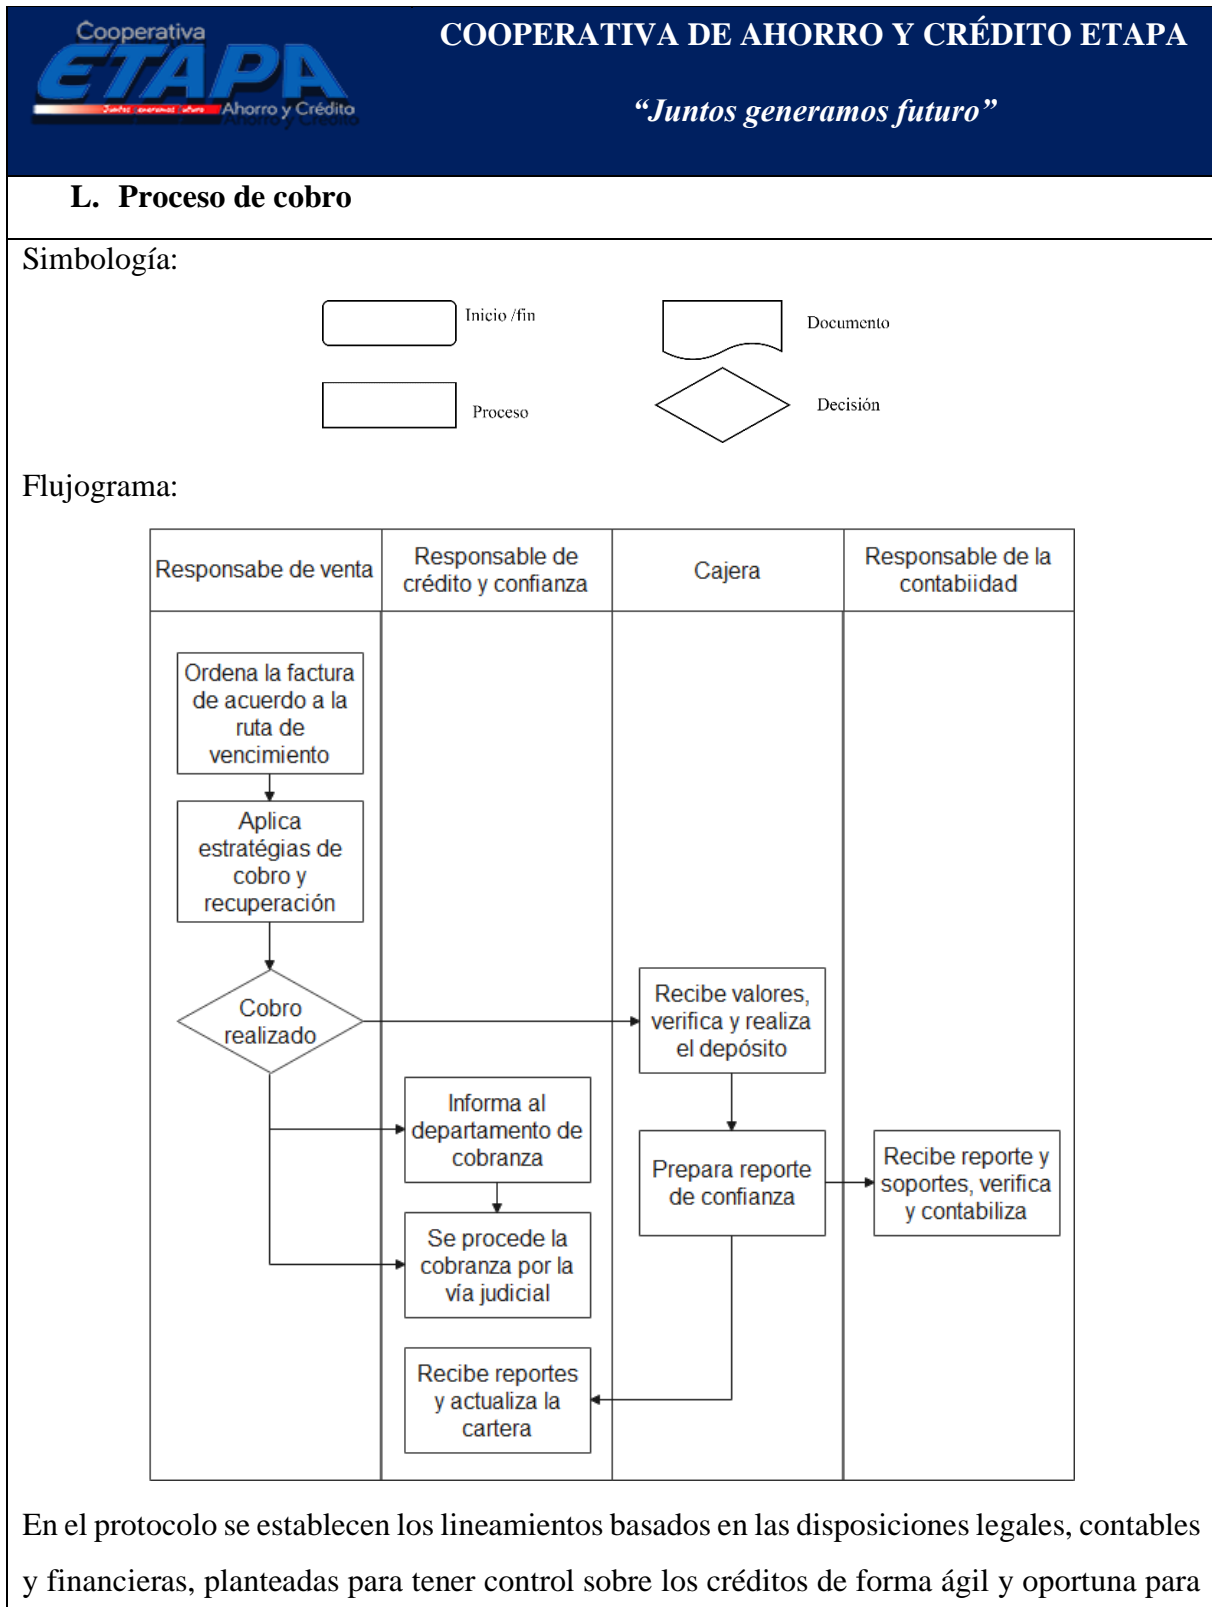 Cooperativa
ETAPA
Juntos generamos futuro
Ahorro y Crédito
COOPERATIVA DE AHORRO Y CRÉDITO ETAPA
“Juntos generamos futuro”
L. Proceso de cobro
Simbología:
Inicio /fin
Documento
Proceso
Decisión
Flujograma:
Responsabe de venta
Responsable de
crédito y confianza
Cajera
Responsable de la
contabiidad
Ordena la factura
de acuerdo a la
ruta de
vencimiento
Aplica
estratégias de
cobro y
recuperación
Cobro
realizado
Recibe valores,
verifica y realiza
el depósito
Informa al
departamento de
cobranza
Prepara reporte
de confianza
Recibe reporte y
soportes, verifica
y contabiliza
Se procede la
cobranza por la
vía judicial
Recibe reportes
y actualiza la
cartera
En el protocolo se establecen los lineamientos basados en las disposiciones legales, contables
y financieras, planteadas para tener control sobre los créditos de forma ágil y oportuna para